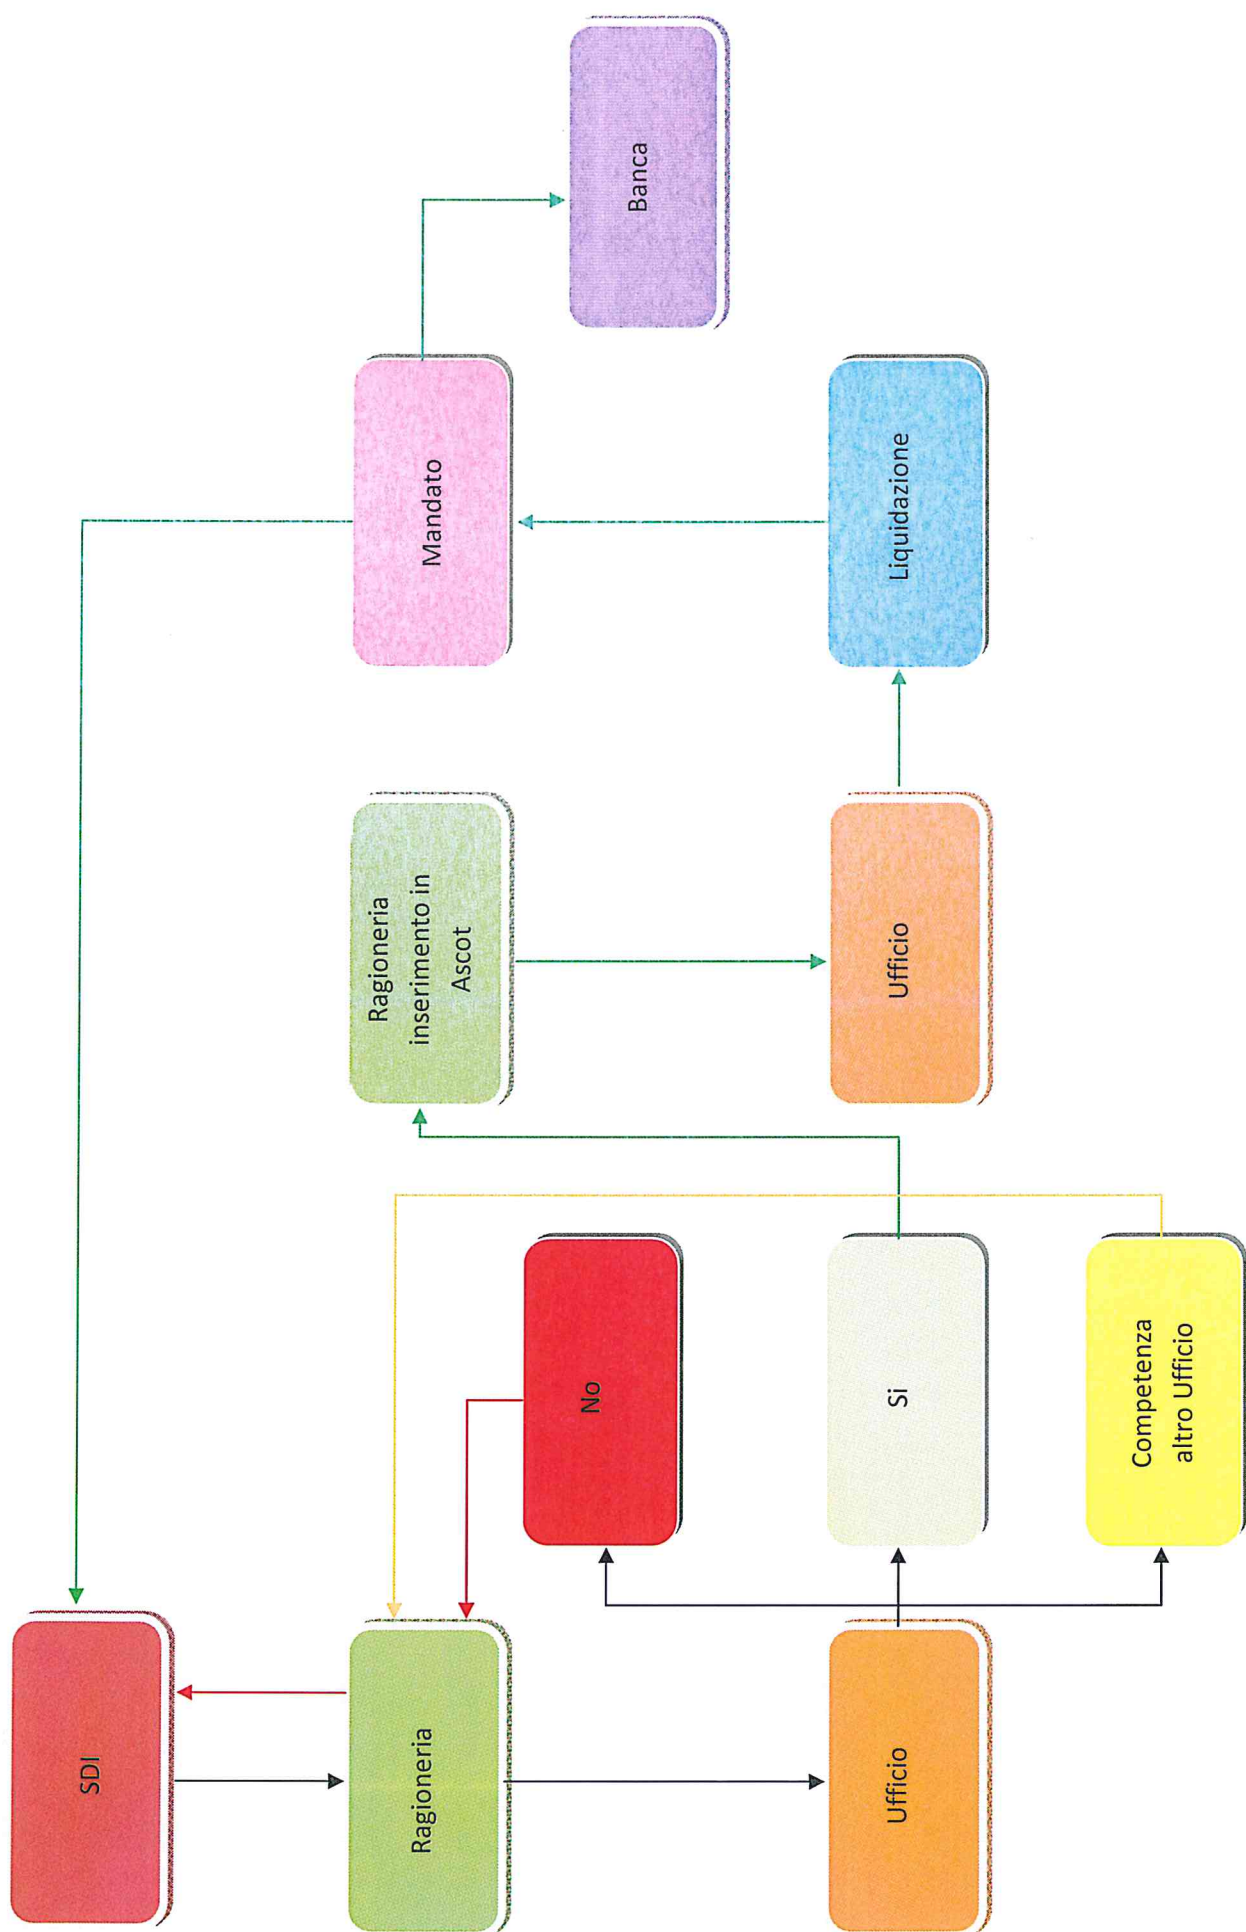 SDI
Ragioneria
Ufficio
No
Si
Competenza
altro Ufficio
Ragioneria
inserimento in
Ascot
Ufficio
Mandato
Liquidazione
Banca